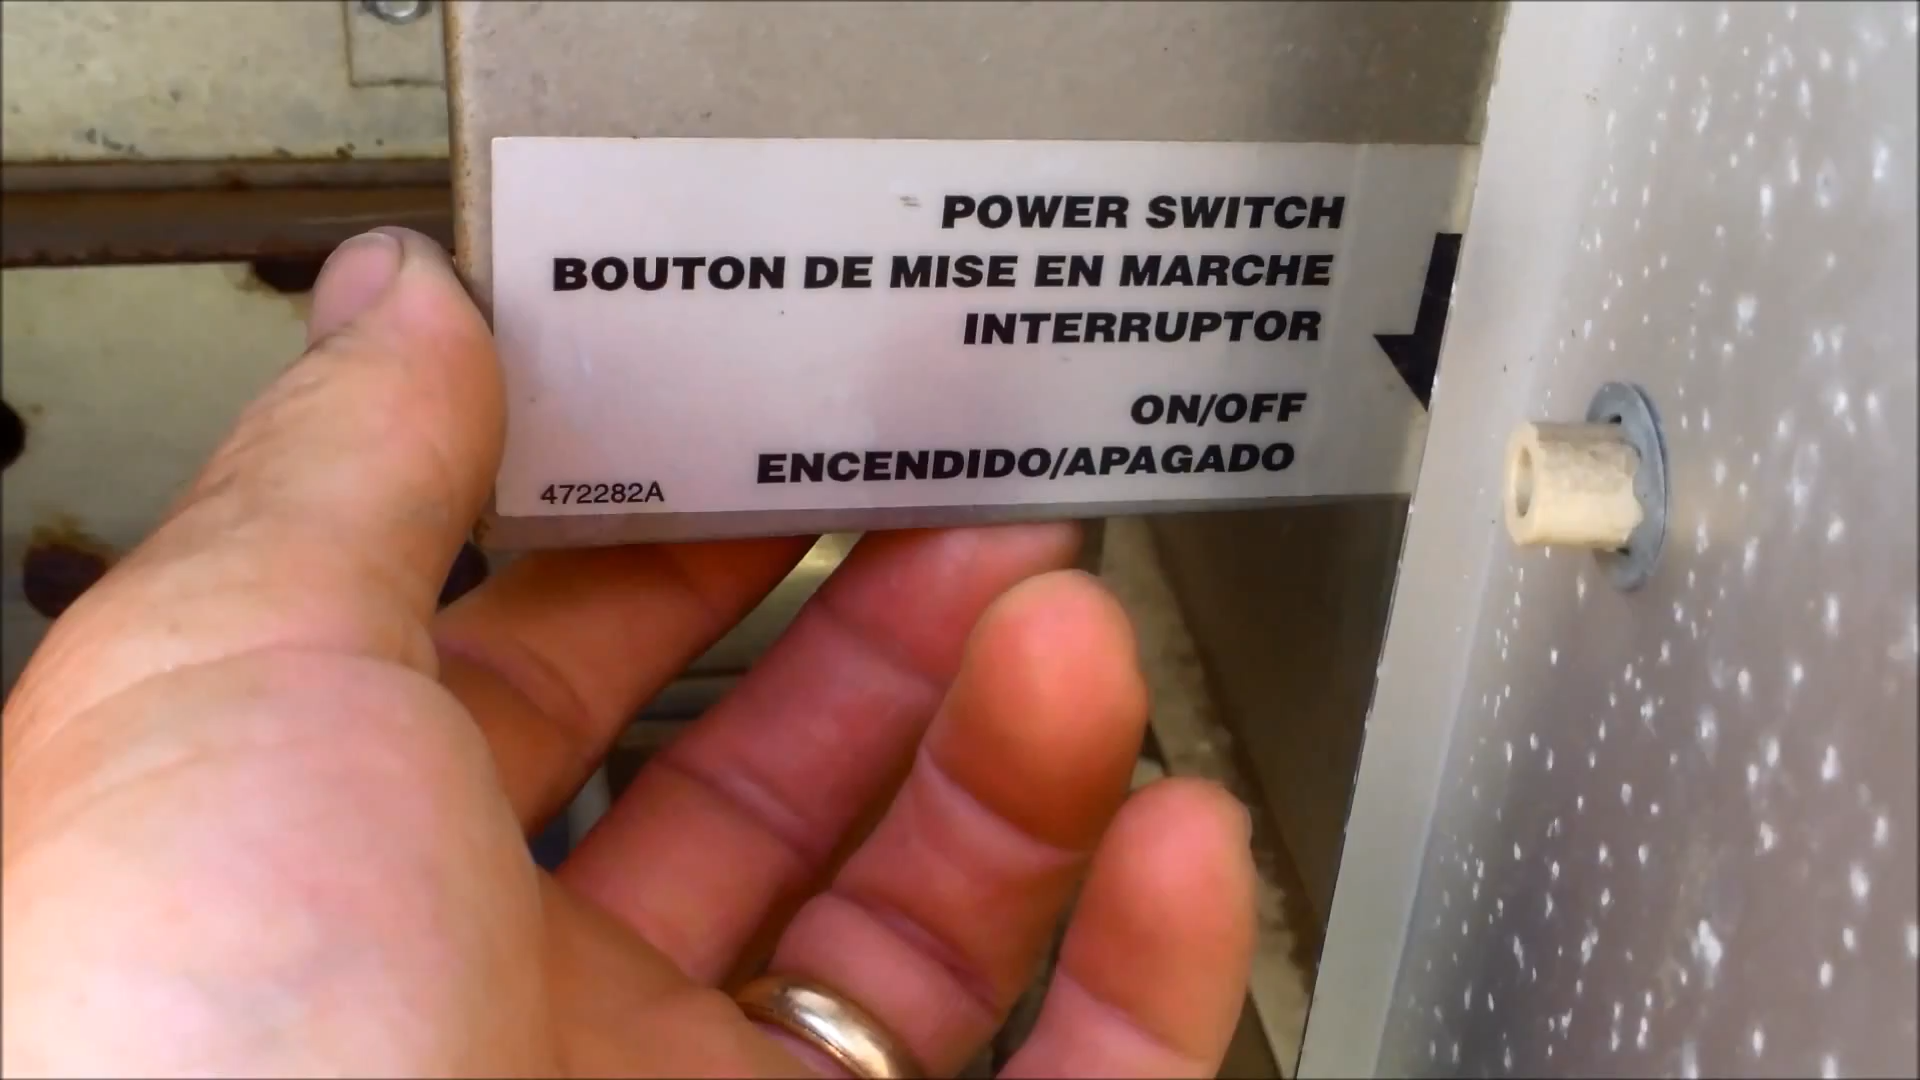 POWER SWITCH
BOUTON DE MISE EN MARCHE
INTERRUPTOR
ON/OFF
ENCENDIDO/APAGADO
472282A